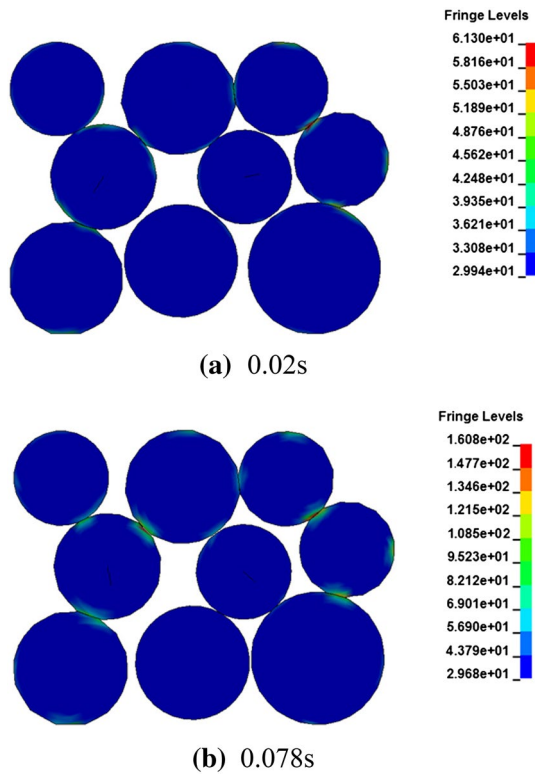 Fringe Levels
6.130e+01
5.816e+01
5.503e+01
5.189e+01
4.876e+01
4.562e+01
4.248e+01
3.935e+01
3.621e+01
3.308e+01
2.994e+01
(a) 0.02s
Fringe Levels
1.608e+02
1.477e+02
1.346e+02
1.215e+02
1.085e+02
9.523e+01
8.212e+01
6.901e+01
5.690e+01
4.379e+01
2.968e+01
(b) 0.078s